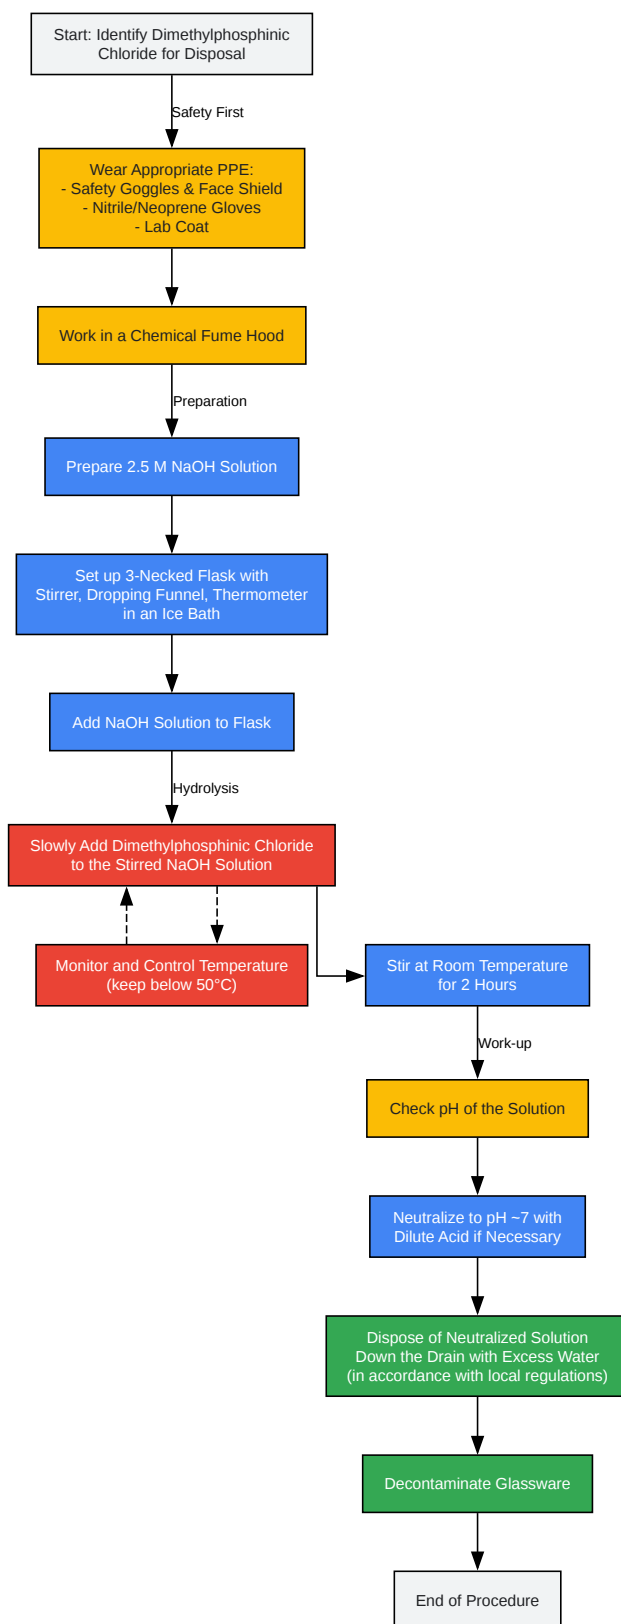 Start: Identify Dimethylphosphinic
Chloride for Disposal
Safety First
Wear Appropriate PPE:
- Safety Goggles & Face Shield
- Nitrile/Neoprene Gloves
- Lab Coat
Work in a Chemical Fume Hood
Preparation
Prepare 2.5 M NaOH Solution
Set up 3-Necked Flask with
Stirrer, Dropping Funnel, Thermometer
in an Ice Bath
Add NaOH Solution to Flask
Hydrolysis
Slowly Add Dimethylphosphinic Chloride
to the Stirred NaOH Solution
Monitor and Control Temperature
(keep below 50°C)
Stir at Room Temperature
for 2 Hours
Work-up
Check pH of the Solution
Neutralize to pH ~7 with
Dilute Acid if Necessary
Dispose of Neutralized Solution
Down the Drain with Excess Water
(in accordance with local regulations)
Decontaminate Glassware
End of Procedure